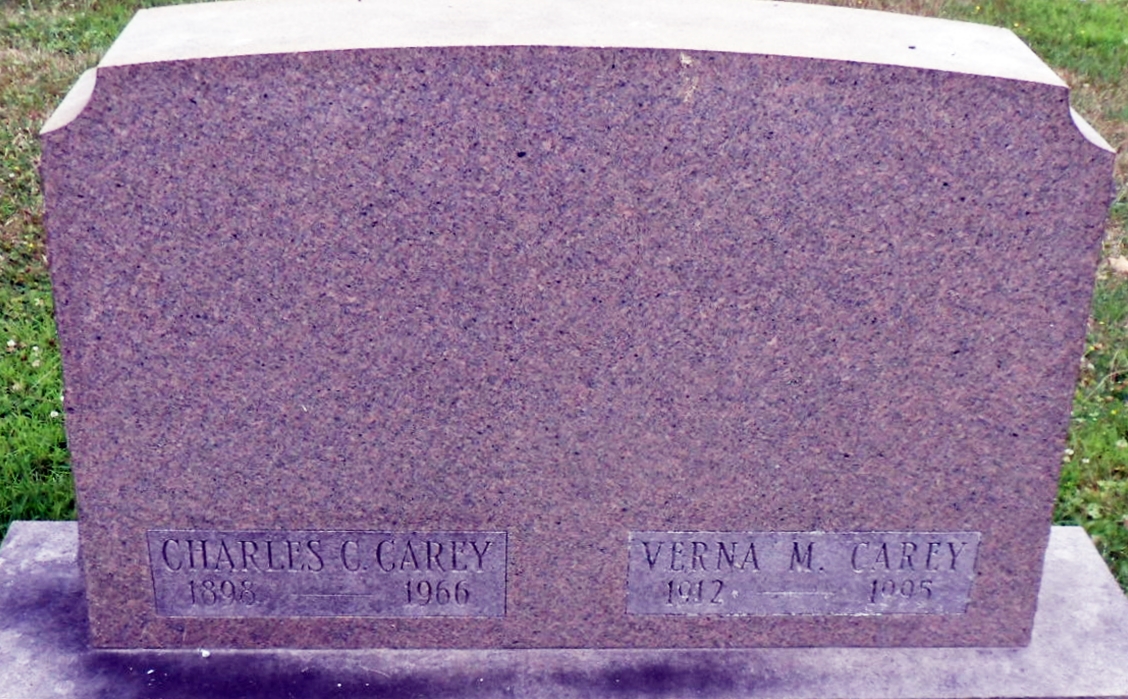 CHARLES C. CAREY
1898 — 1966
VERNA M. CAREY
1912 — 1995